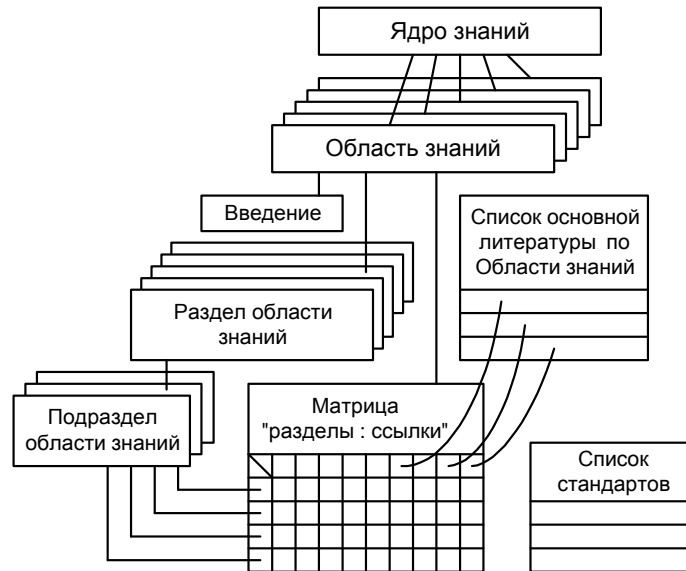 Ядро знаний
Область знаний
Введение
Список основной
литературы по
Области знаний
Раздел области
знаний
Матрица
"разделы : ссылки"
Подраздел
области знаний
Список
стандартов